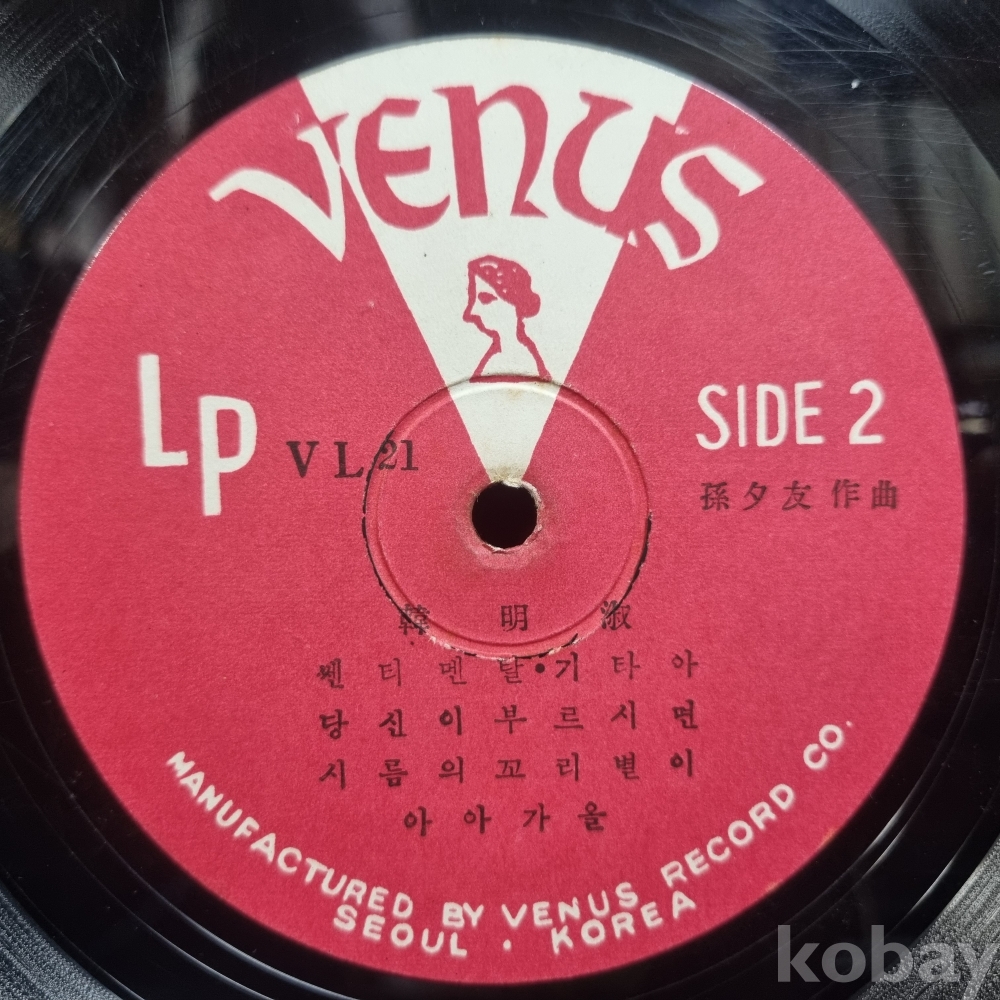 VENUS
LP
VL 21
SIDE 2
孫夕友 作曲
韓明淑
쎈티멘탈•기타아
당신이부르시면
시름의꼬리별이
아아가을
MANUFACTURED BY VENUS RECORD CO.
SEOUL . KOREA
kobay